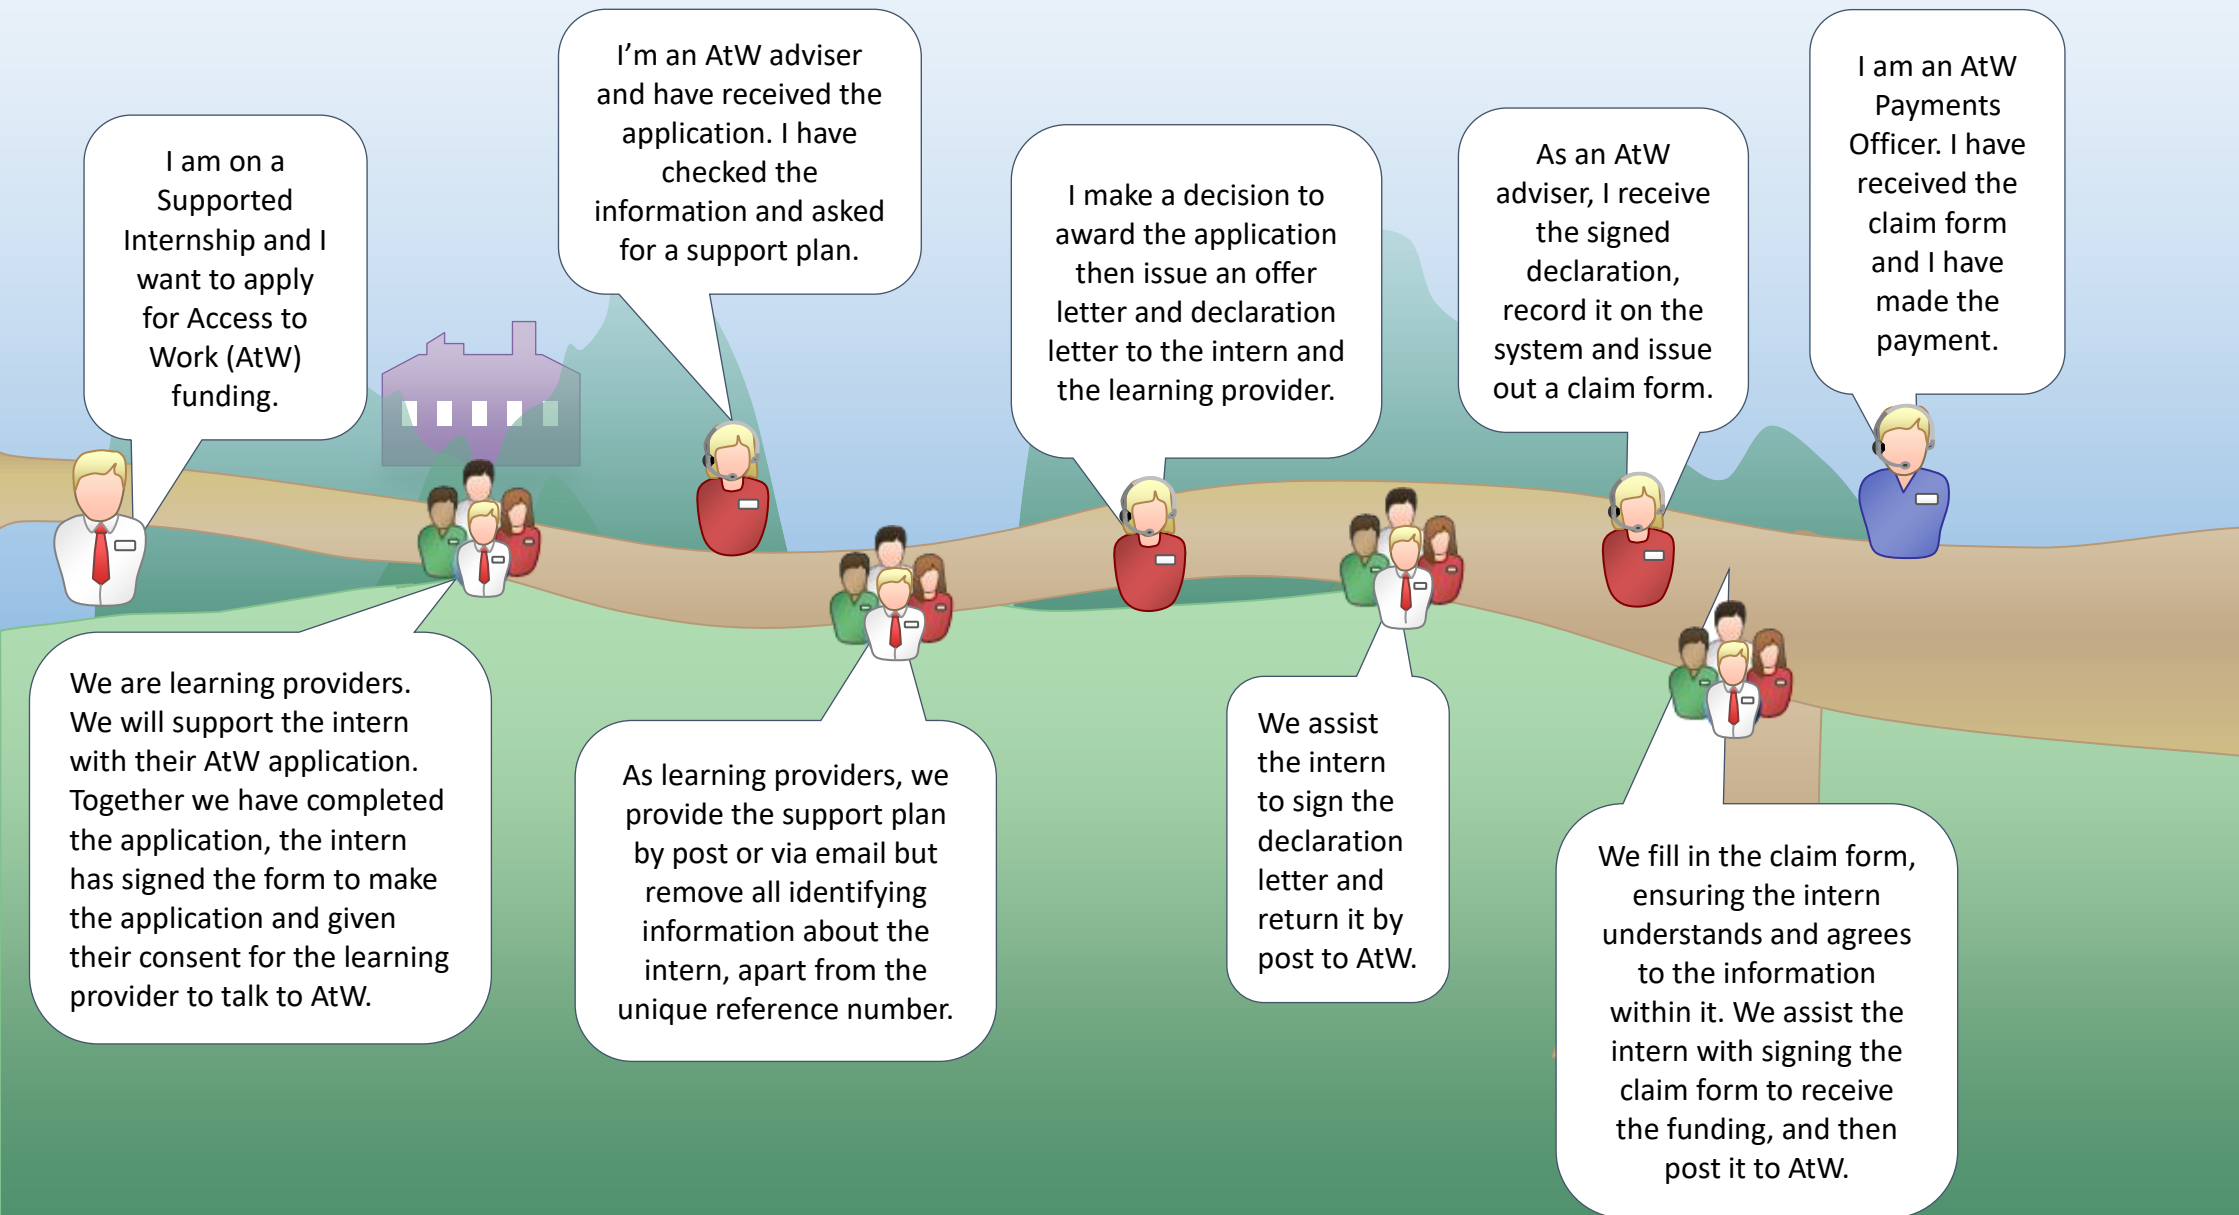 I am on a
Supported
Internship and I
want to apply
for Access to
Work (AtW)
funding.
We are learning providers.
We will support the intern
with their AtW application.
Together we have completed
the application, the intern
has signed the form to make
the application and given
their consent for the learning
provider to talk to AtW.
I’m an AtW adviser
and have received the
application. I have
checked the
information and asked
for a support plan.
As learning providers, we
provide the support plan
by post or via email but
remove all identifying
information about the
intern, apart from the
unique reference number.
I make a decision to
award the application
then issue an offer
letter and declaration
letter to the intern and
the learning provider.
We assist
the intern
to sign the
declaration
letter and
return it by
post to AtW.
As an AtW
adviser, I receive
the signed
declaration,
record it on the
system and issue
out a claim form.
We fill in the claim form,
ensuring the intern
understands and agrees
to the information
within it. We assist the
intern with signing the
claim form to receive
the funding, and then
post it to AtW.
I am an AtW
Payments
Officer. I have
received the
claim form
and I have
made the
payment.